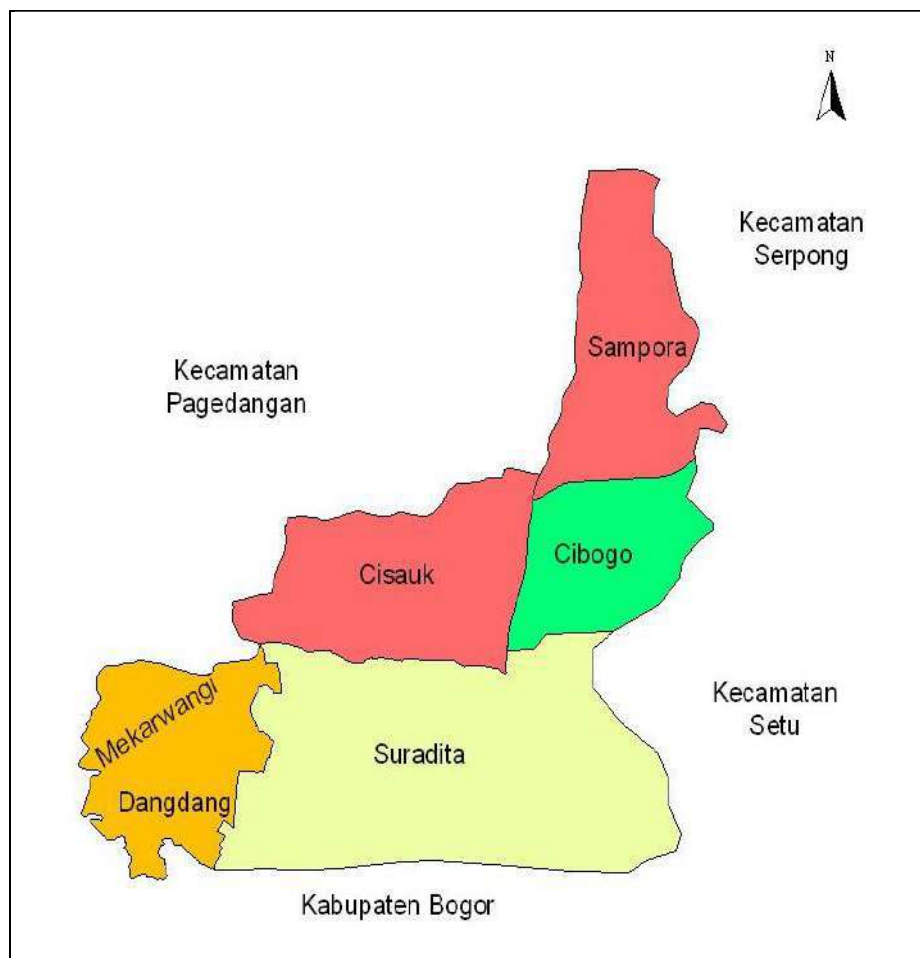 N
Kecamatan
Serpong
Sampora
Kecamatan
Pagedangan
Cibogo
Cisauk
Mekarwangi
Kecamatan
Setu
Suradita
Dangdang
Kabupaten Bogor